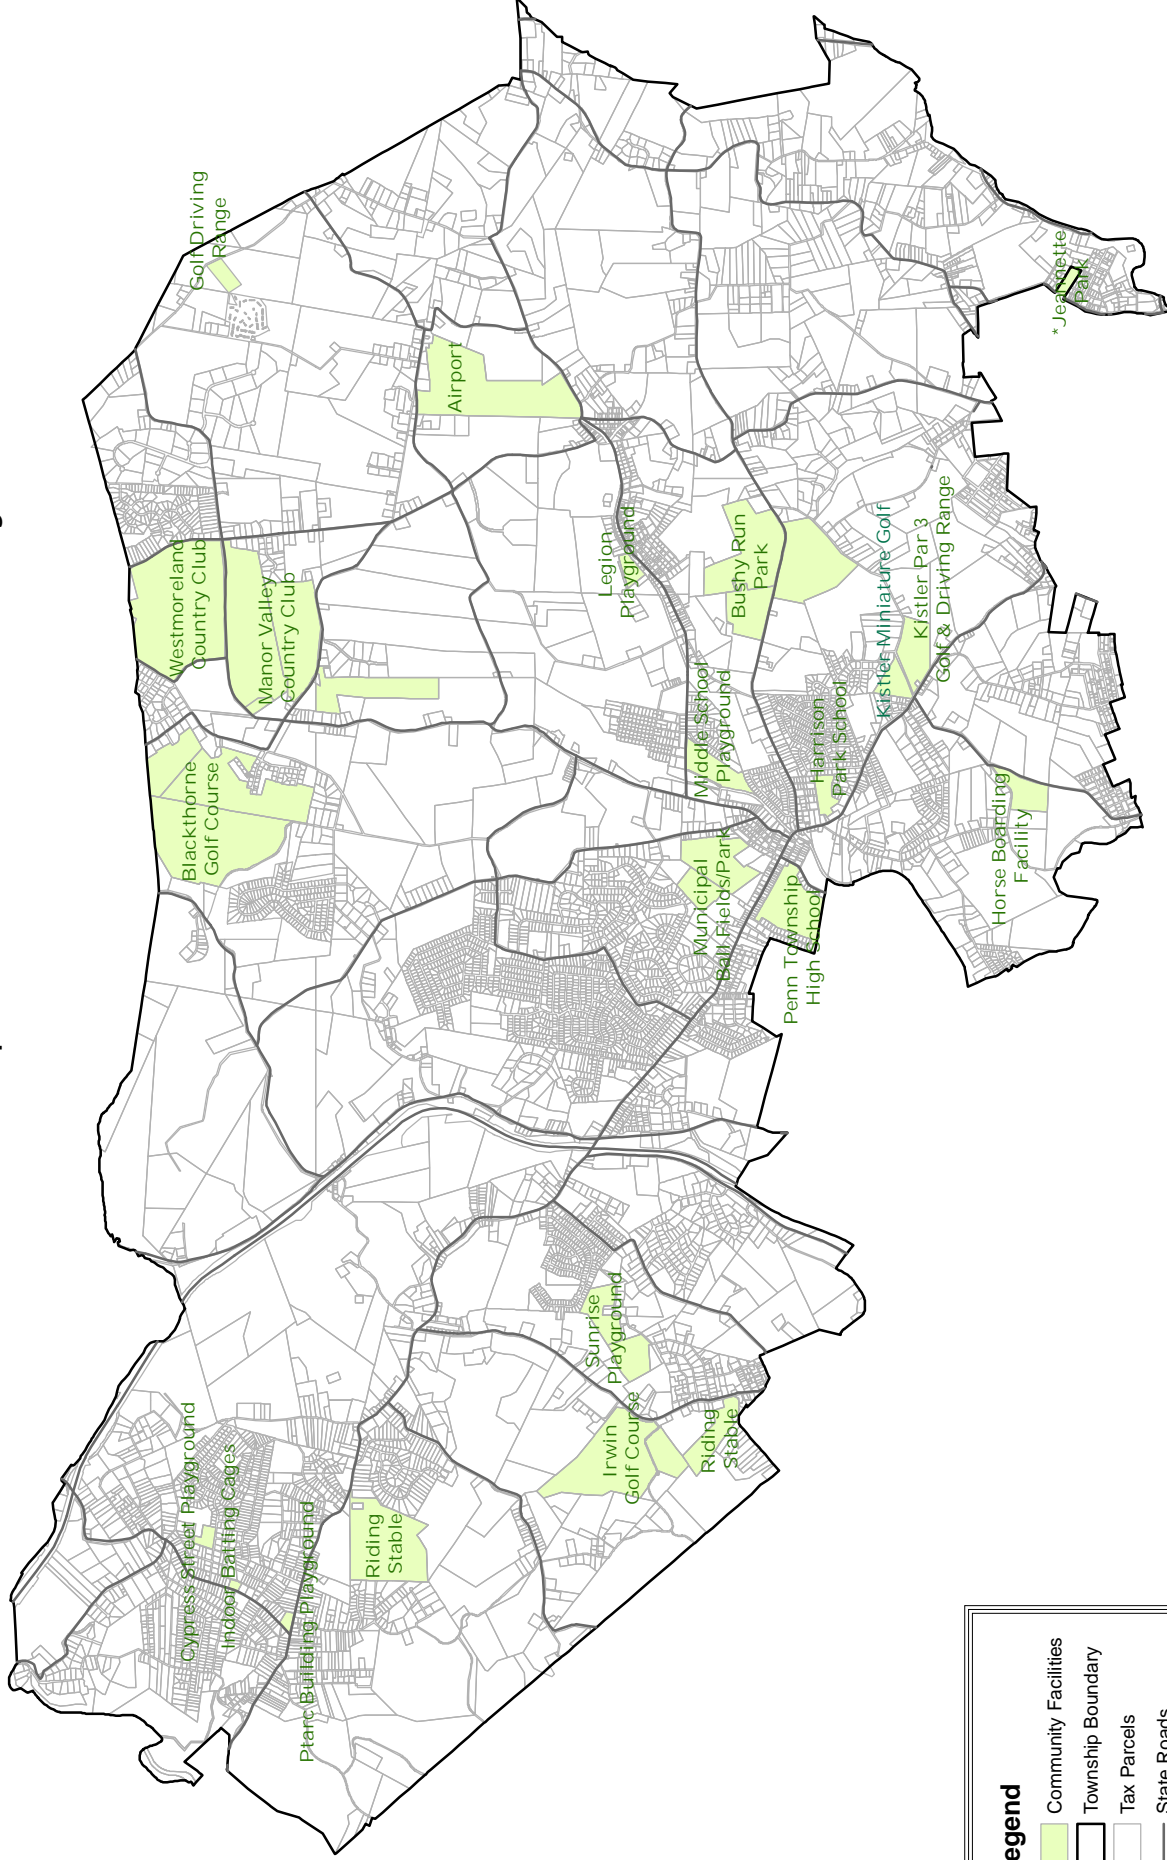 Golf Driving
Range
Airport
Westmoreland
Country Club
Manor Valley
Country Club
Blackthorne
Golf Course
Legion
Playground
Bushy Run
Park
*Jeannette
Park
Middle School
Playground
Kistler Miniature Golf
Kistler Par 3
Golf & Driving Range
Harrison
Park School
Municipal
Ball Fields/Park
Penn Township
High School
Horse Boarding
Facility
Sunrise
Playground
Irwin
Golf Course
Riding
Stable
Cypress Street Playground
Indoor Batting Cages
Ptarc Building Playground
Riding
Stable
egend
Community Facilities
Township Boundary
Tax Parcels
State Roads